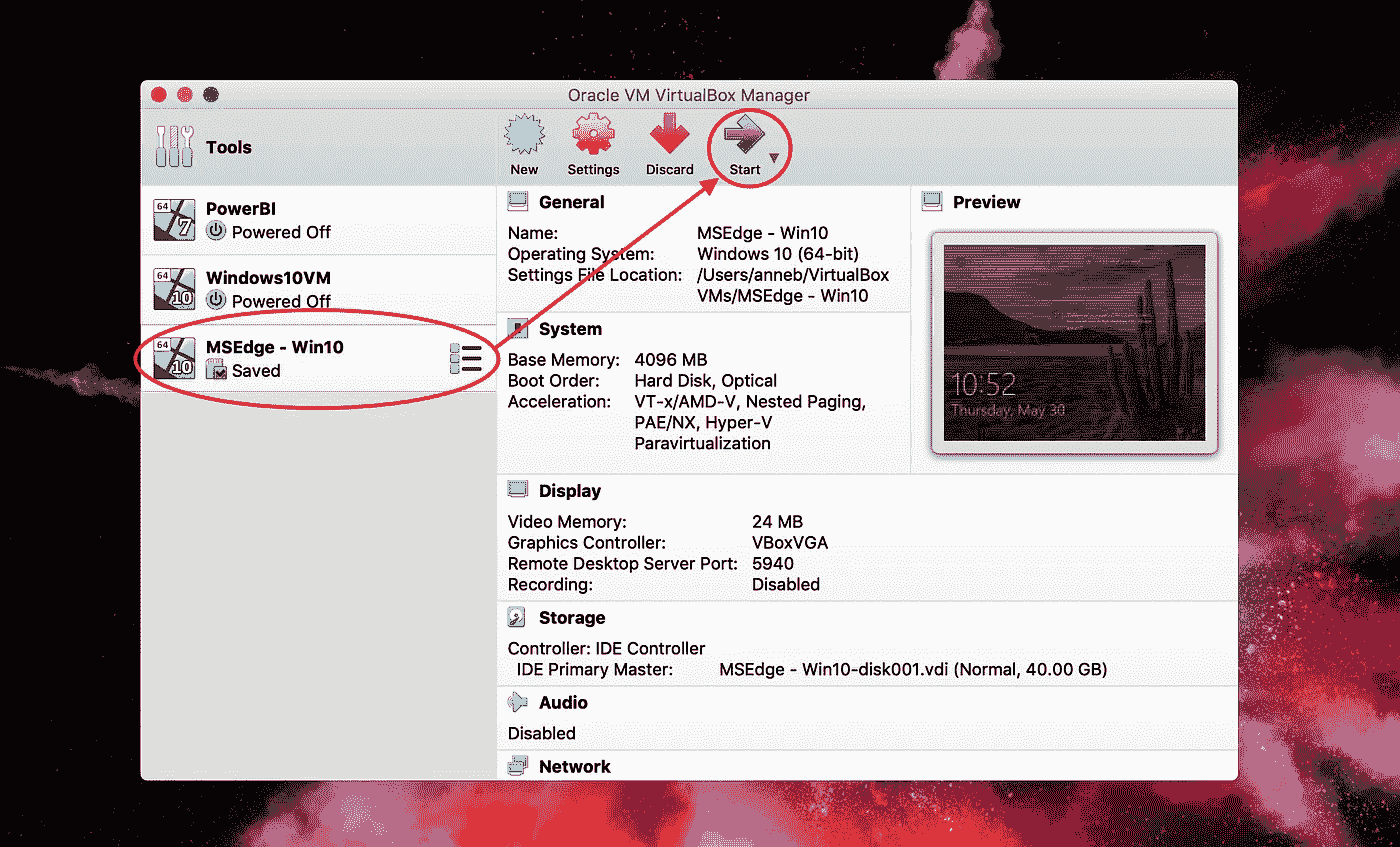 Oracle VM VirtualBox Manager
Tools
New
Settings
Discard
Start
64
7
PowerBI
Powered Off
64
10
Windows10VM
Powered Off
64
10
MSEdge - Win10
Saved
General
Name: MSEdge - Win10
Operating System: Windows 10 (64-bit)
Settings File Location: /Users/anneb/VirtualBox
VMs/MSEdge - Win10
System
Base Memory: 4096 MB
Boot Order: Hard Disk, Optical
Acceleration: VT-x/AMD-V, Nested Paging,
PAE/NX, Hyper-V
Paravirtualization
Preview
10:52
Thursday, May 30
Display
Video Memory: 24 MB
Graphics Controller: VBoxVGA
Remote Desktop Server Port: 5940
Recording: Disabled
Storage
Controller: IDE Controller
IDE Primary Master: MSEdge - Win10-disk001.vdi (Normal, 40.00 GB)
Audio
Disabled
Network